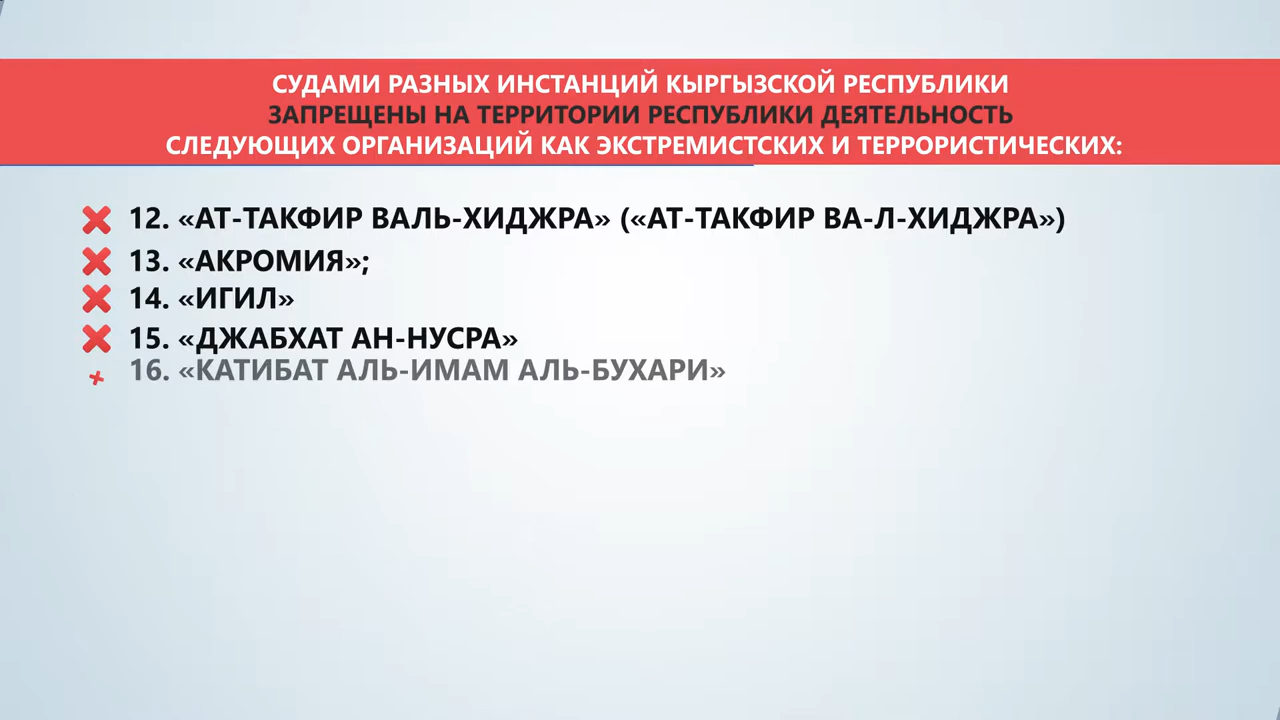 СУДАМИ РАЗНЫХ ИНСТАНЦИЙ КЫРГЫЗСКОЙ РЕСПУБЛИКИ
ЗАПРЕЩЕНЫ НА ТЕРРИТОРИИ РЕСПУБЛИКИ ДЕЯТЕЛЬНОСТЬ
СЛЕДУЮЩИХ ОРГАНИЗАЦИЙ КАК ЭКСТРЕМИСТСКИХ И ТЕРРОРИСТИЧЕСКИХ:
12. «АТ-ТАКФИР ВАЛЬ-ХИДЖРА» («АТ-ТАКФИР ВА-Л-ХИДЖРА»)
13. «АКРОМИЯ»;
14. «ИГИЛ»
15. «ДЖАБХАТ АН-НУСРА»
16. «КАТИБАТ АЛЬ-ИМАМ АЛЬ-БУХАРИ»